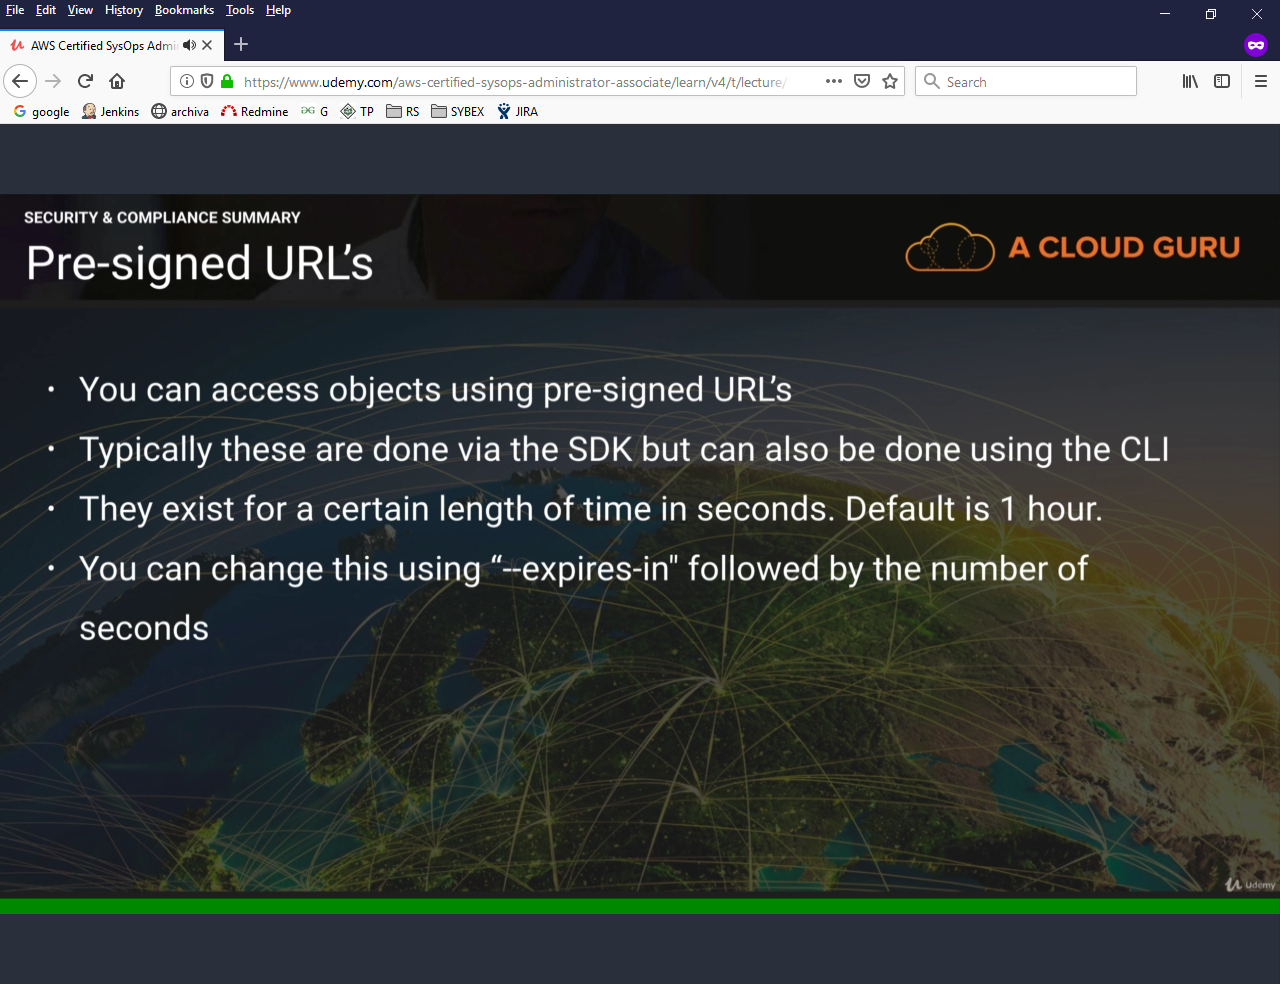 File Edit View History Bookmarks Tools Help
AWS Certified SysOps Admi
https://www.udemy.com/aws-certified-sysops-administrator-associate/learn/v4/t/lecture/
Search
google Jenkins archiva Redmine G TP RS SYBEX JIRA
SECURITY & COMPLIANCE SUMMARY
Pre-signed URL’s
A CLOUD GURU
• You can access objects using pre-signed URL’s
• Typically these are done via the SDK but can also be done using the CLI
• They exist for a certain length of time in seconds. Default is 1 hour.
• You can change this using “--expires-in" followed by the number of
seconds
Udemy